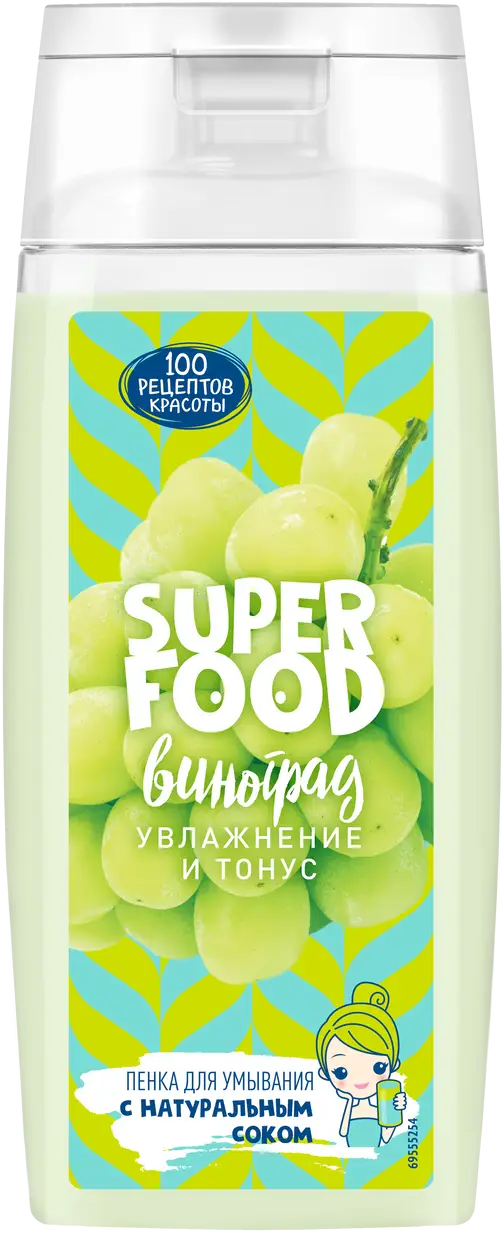 100
РЕЦЕПТОВ
КРАСОТЫ
SUPER
FOOD
виноград
УВЛАЖНЕНИЕ
И ТОНУС
ПЕНКА ДЛЯ УМЫВАНИЯ
С НАТУРАЛЬНЫМ
СОКОМ
69555254